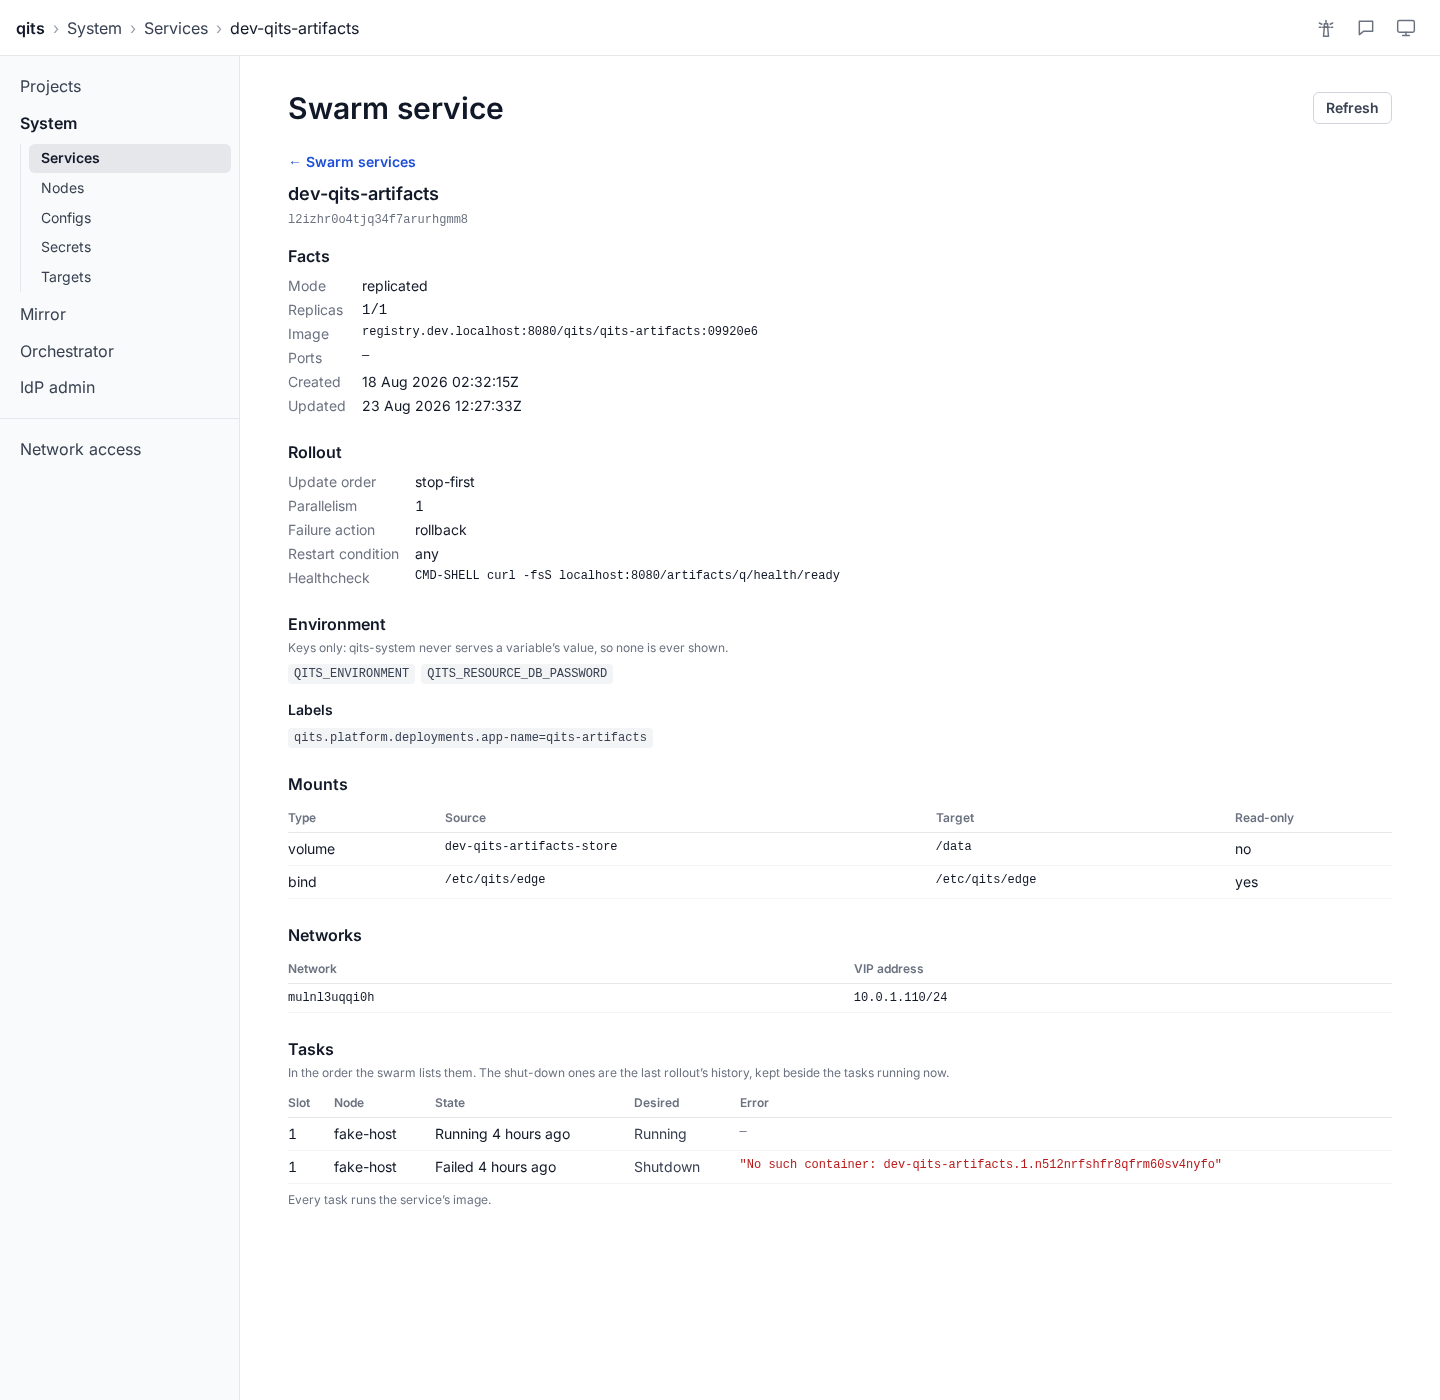 qits › System › Services › dev-qits-artifacts
Projects
System
Services
Nodes
Configs
Secrets
Targets
Mirror
Orchestrator
IdP admin
Network access
Swarm service
Refresh
← Swarm services
dev-qits-artifacts
l2izhr0o4tjq34f7arurhgmm8
Facts
Mode replicated
Replicas 1/1
Image registry.dev.localhost:8080/qits/qits-artifacts:09920e6
Ports —
Created 18 Aug 2026 02:32:15Z
Updated 23 Aug 2026 12:27:33Z
Rollout
Update order stop-first
Parallelism 1
Failure action rollback
Restart condition any
Healthcheck CMD-SHELL curl -fsS localhost:8080/artifacts/q/health/ready
Environment
Keys only: qits-system never serves a variable’s value, so none is ever shown.
QITS_ENVIRONMENT QITS_RESOURCE_DB_PASSWORD
Labels
qits.platform.deployments.app-name=qits-artifacts
Mounts
Type Source Target Read-only
volume dev-qits-artifacts-store /data no
bind /etc/qits/edge /etc/qits/edge yes
Networks
Network VIP address
mulnl3uqqi0h 10.0.1.110/24
Tasks
In the order the swarm lists them. The shut-down ones are the last rollout’s history, kept beside the tasks running now.
Slot Node State Desired Error
1 fake-host Running 4 hours ago Running —
1 fake-host Failed 4 hours ago Shutdown "No such container: dev-qits-artifacts.1.n512nrfshfr8qfrm60sv4nyfo"
Every task runs the service’s image.